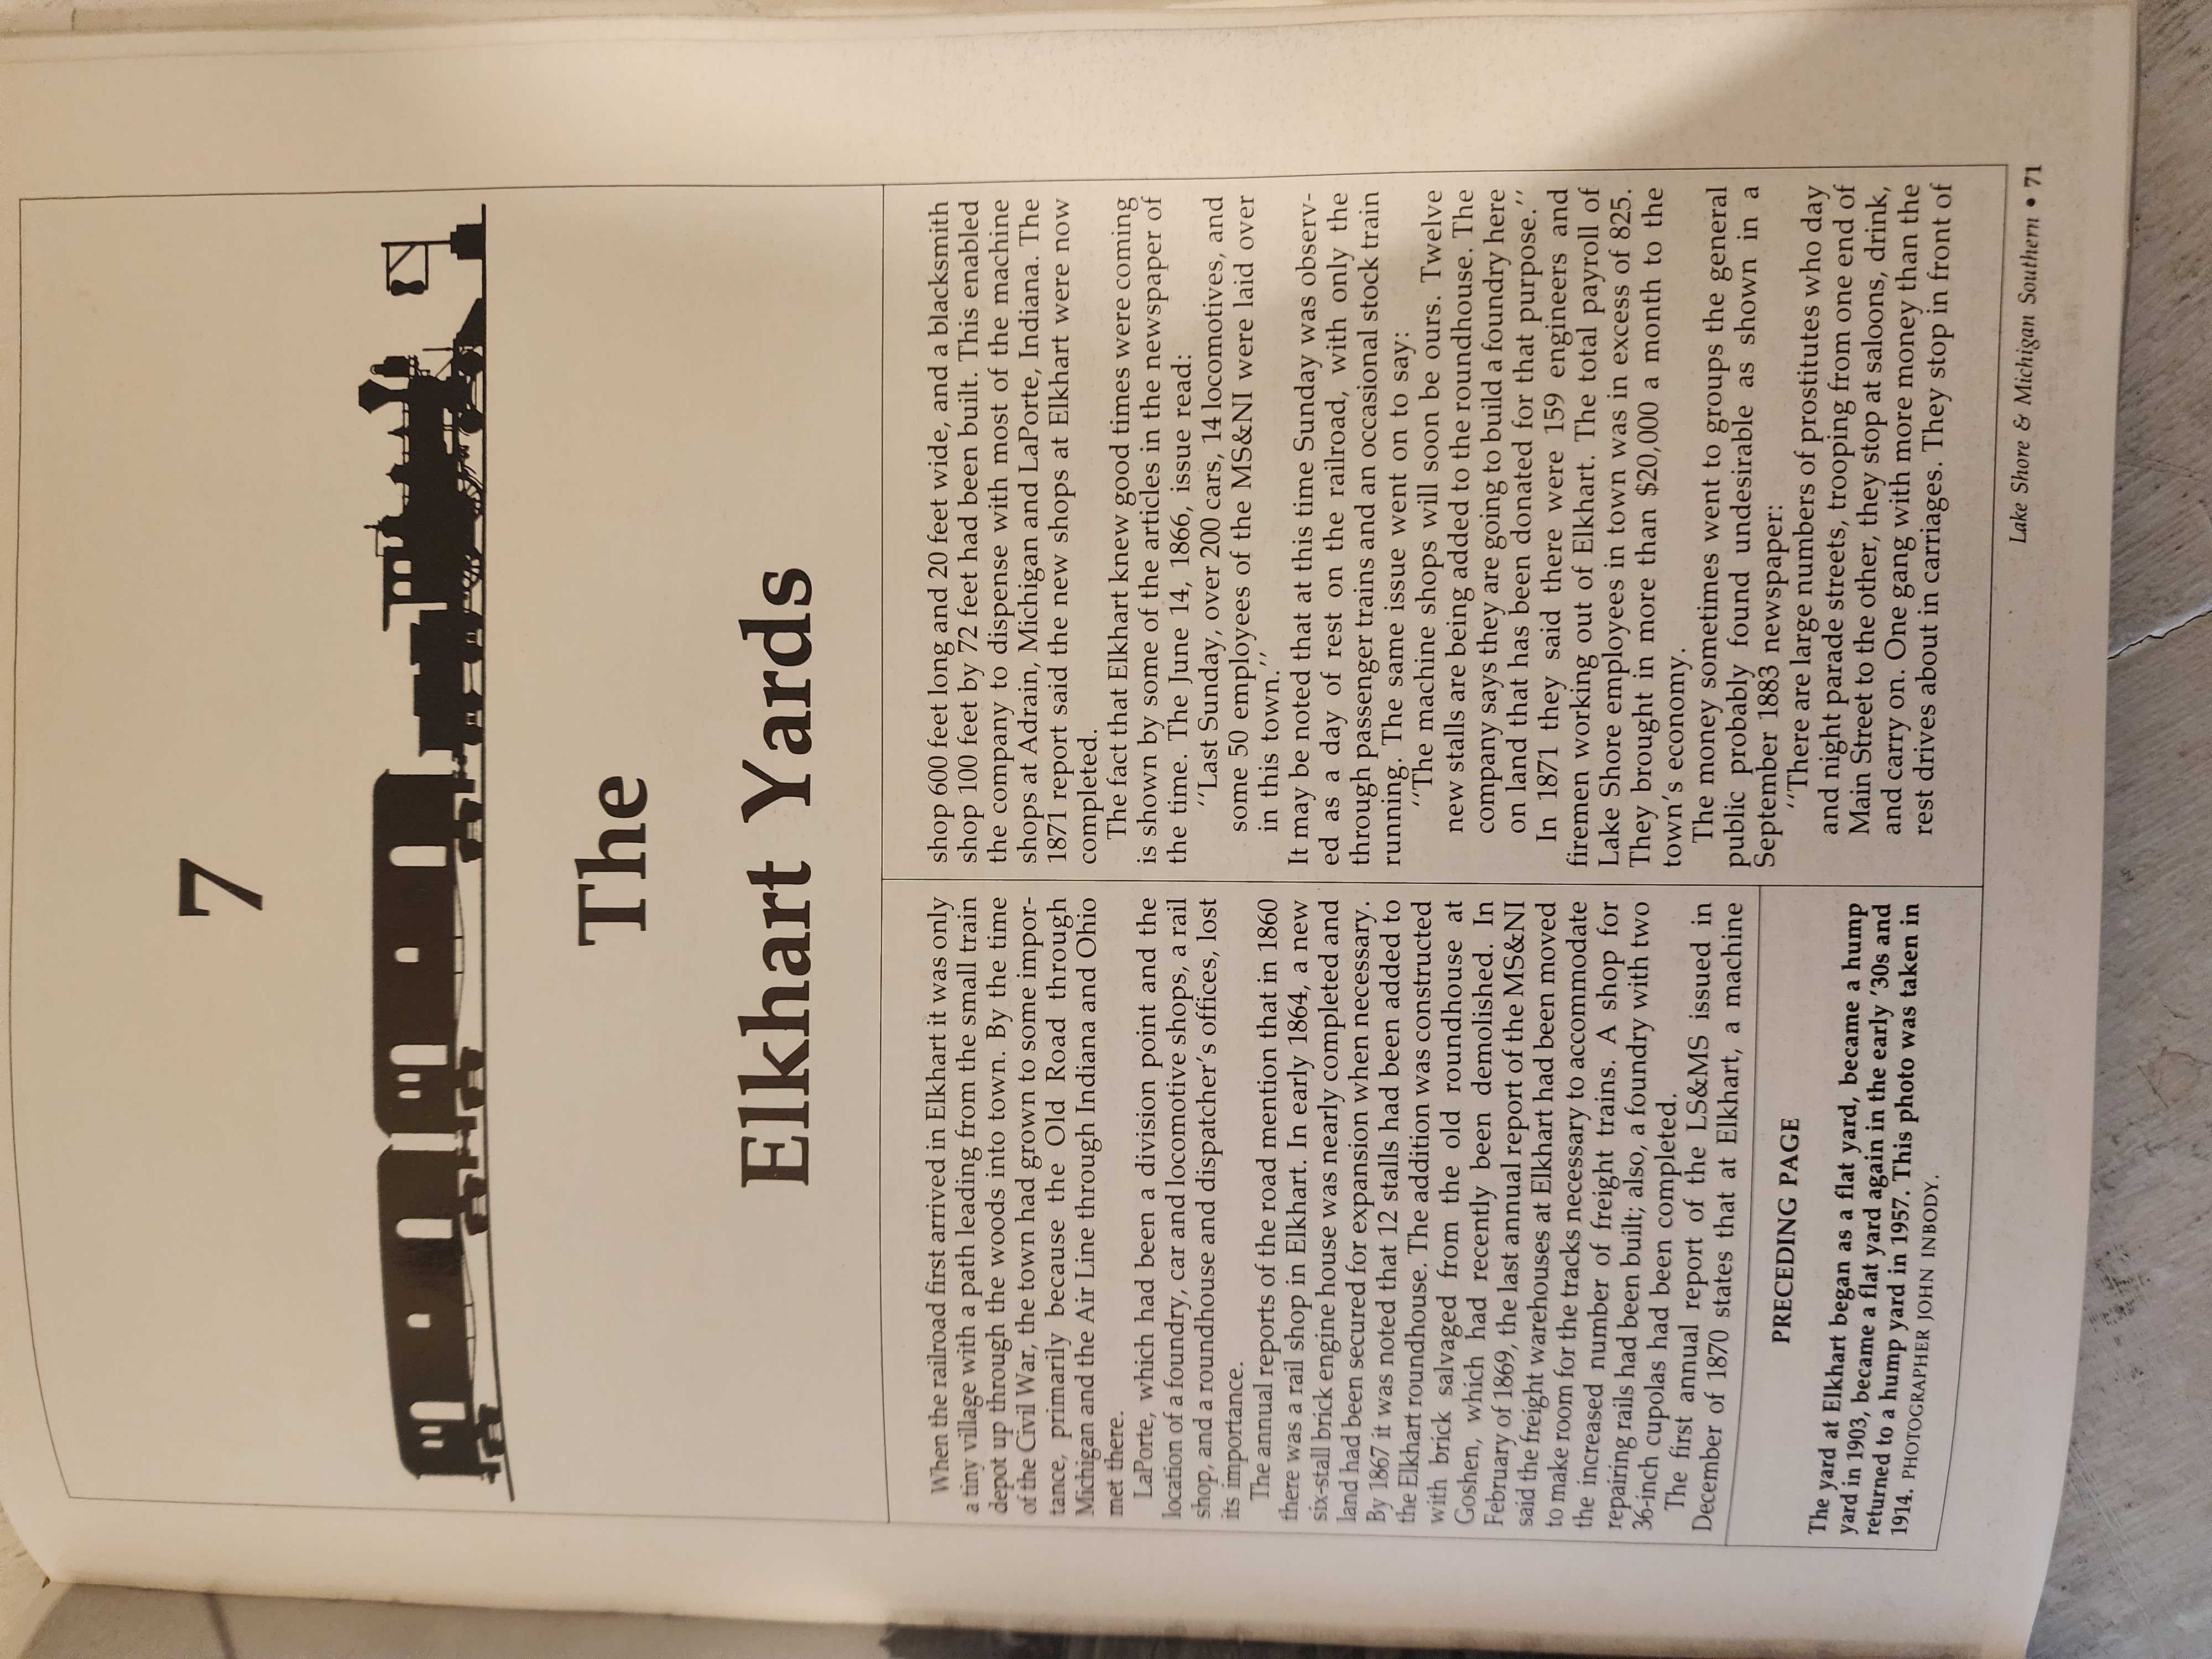 7
The
Elkhart Yards
When the railroad first arrived in Elkhart it was only
a tiny village with a path leading from the small train
depot up through the woods into town. By the time
of the Civil War, the town had grown to some impor-
tance, primarily because the Old Road through
Michigan and the Air Line through Indiana and Ohio
met there.
LaPorte, which had been a division point and the
location of a foundry, car and locomotive shops, a rail
shop, and a roundhouse and dispatcher's offices, lost
its importance.
The annual reports of the road mention that in 1860
there was a rail shop in Elkhart. In early 1864, a new
six-stall brick engine house was nearly completed and
land had been secured for expansion when necessary.
By 1867 it was noted that 12 stalls had been added to
the Elkhart roundhouse. The addition was constructed
with brick salvaged from the old roundhouse at
Goshen, which had recently been demolished. In
February of 1869, the last annual report of the MS&NI
said the freight warehouses at Elkhart had been moved
to make room for the tracks necessary to accommodate
the increased number of freight trains. A shop for
repairing rails had been built; also, a foundry with two
36-inch cupolas had been completed.
The first annual report of the LS&MS issued in
December of 1870 states that at Elkhart, a machine
PRECEDING PAGE
The yard at Elkhart began as a flat yard, became a hump
yard in 1903, became a flat yard again in the early '30s and
returned to a hump yard in 1957. This photo was taken in
1914. PHOTOGRAPHER JOHN INBODY.
shop 600 feet long and 20 feet wide, and a blacksmith
shop 100 feet by 72 feet had been built. This enabled
the company to dispense with most of the machine
shops at Adrain, Michigan and LaPorte, Indiana. The
1871 report said the new shops at Elkhart were now
completed.
The fact that Elkhart knew good times were coming
is shown by some of the articles in the newspaper of
the time. The June 14, 1866, issue read:
"Last Sunday, over 200 cars, 14 locomotives, and
some 50 employees of the MS&NI were laid over
in this town."
It may be noted that at this time Sunday was observ-
ed as a day of rest on the railroad, with only the
through passenger trains and an occasional stock train
running. The same issue went on to say:
"The machine shops will soon be ours. Twelve
new stalls are being added to the roundhouse. The
company says they are going to build a foundry here
on land that has been donated for that purpose."
In 1871 they said there were 159 engineers and
firemen working out of Elkhart. The total payroll of
Lake Shore employees in town was in excess of 825.
They brought in more than $20,000 a month to the
town's economy.
The money sometimes went to groups the general
public probably found undesirable as shown in a
September 1883 newspaper:
"There are large numbers of prostitutes who day
and night parade streets, trooping from one end of
Main Street to the other, they stop at saloons, drink,
and carry on. One gang with more money than the
rest drives about in carriages. They stop in front of
Lake Shore & Michigan Southern • 71